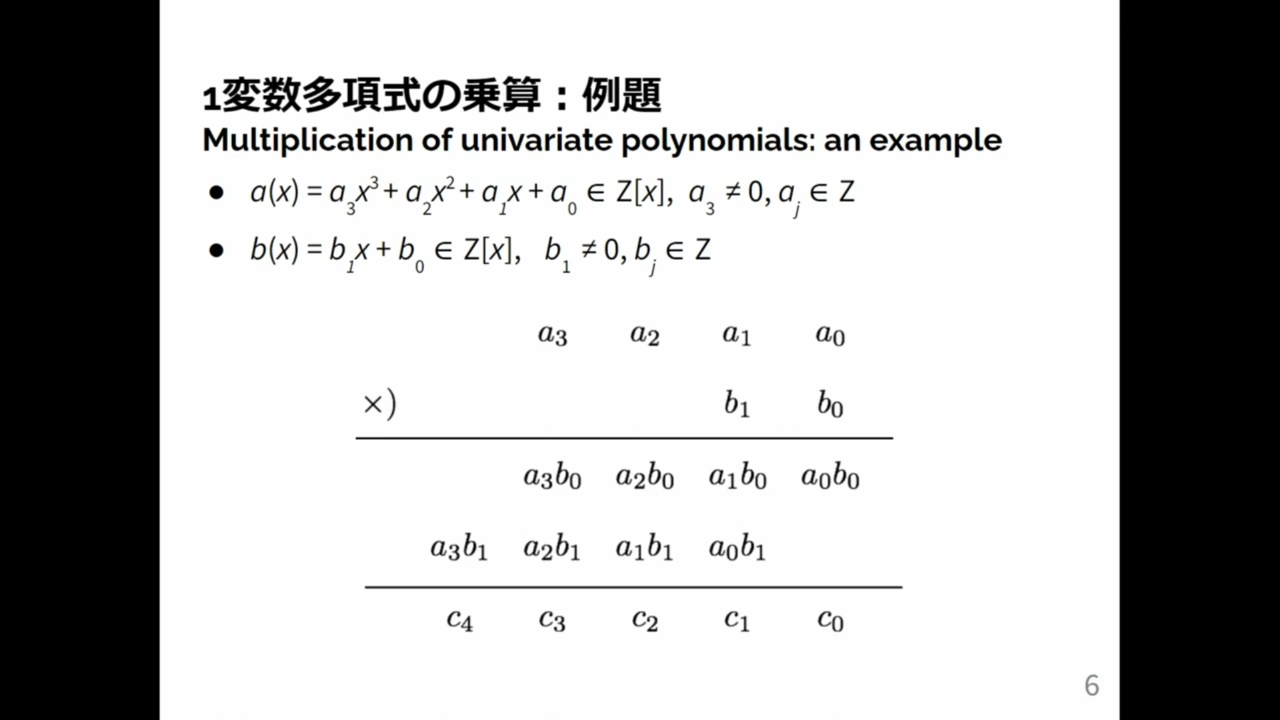 1変数多項式の乗算：例題
Multiplication of univariate polynomials: an example
● a(x) = a₃x³ + a₂x² + a₁x + a₀ ∈ Z[x], a₃ ≠ 0, aⱼ ∈ Z
● b(x) = b₁x + b₀ ∈ Z[x], b₁ ≠ 0, bⱼ ∈ Z
a₃ a₂ a₁ a₀
×) b₁ b₀
a₃b₀ a₂b₀ a₁b₀ a₀b₀
a₃b₁ a₂b₁ a₁b₁ a₀b₁
c₄ c₃ c₂ c₁ c₀
6